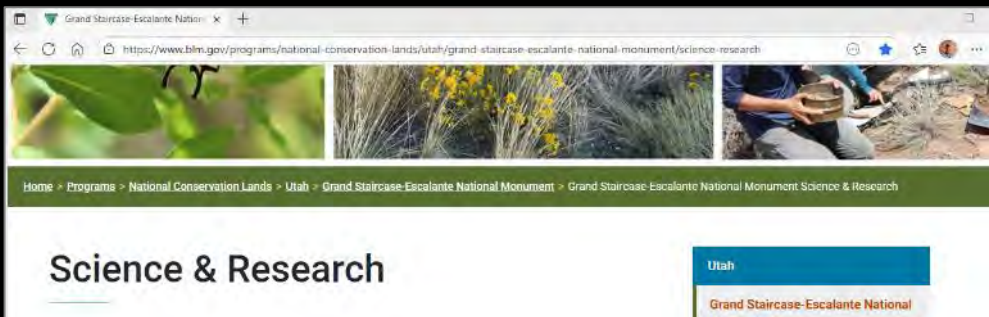 Grand Staircase-Escalante Nation
https://www.blm.gov/programs/national-conservation-lands/utah/grand-staircase-escalante-national-monument/science-research
Home > Programs > National Conservation Lands > Utah > Grand Staircase-Escalante National Monument > Grand Staircase-Escalante National Monument Science & Research
Science & Research
Utah
Grand Staircase-Escalante National